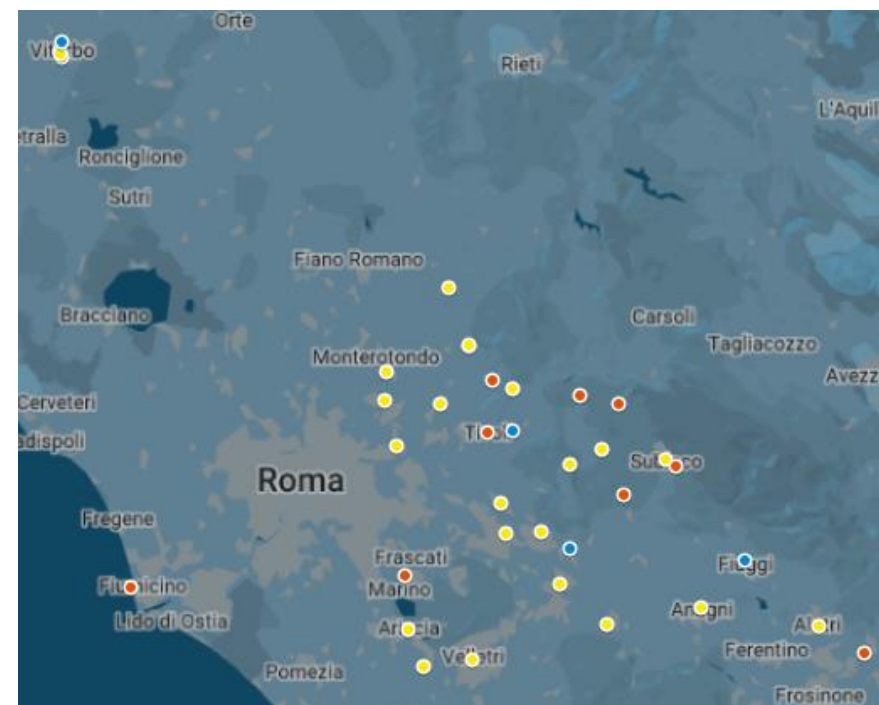 Orte
Viterbo
Rieti
L'Aquil
etralla
Ronciglione
Sutri
Fiano Romano
Bracciano
Carsoli
Tagliacozzo
Monterotondo
Avezz
Cerveteri
Tivoli
adispoli
Subiaco
Roma
Fregene
Frascati
Fiuggi
Fiumicino
Marino
Anagni
Lido di Ostia
Ariccia
Alatri
Ferentino
Velletri
Pomezia
Frosinone